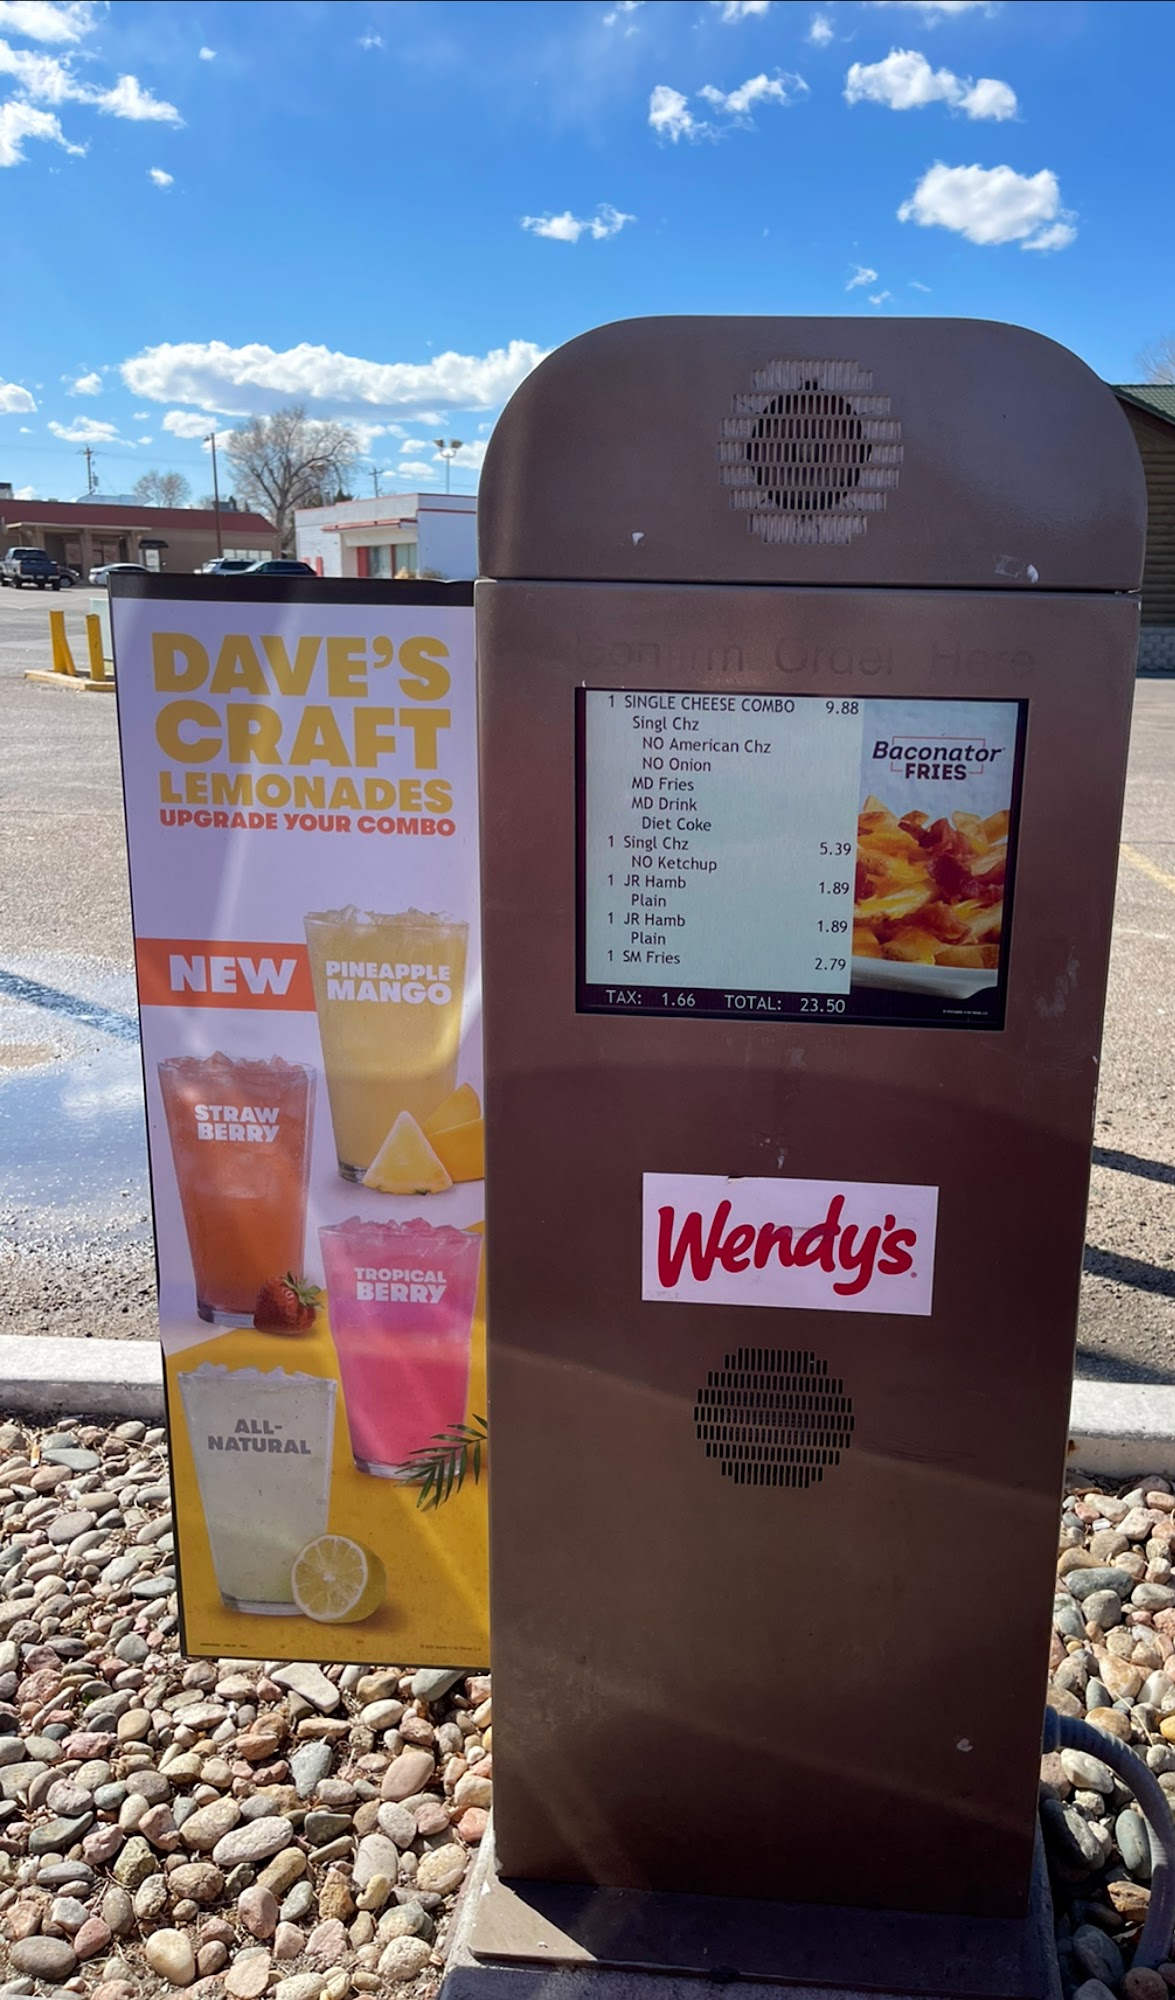 DAVE'S
CRAFT
LEMONADES
UPGRADE YOUR COMBO
NEW
PINEAPPLE
MANGO
STRAW
BERRY
TROPICAL
BERRY
ALL-
NATURAL
Confirm Order Here
1 SINGLE CHEESE COMBO 9.88
Singl Chz
NO American Chz
NO Onion
MD Fries
MD Drink
Diet Coke
1 Singl Chz 5.39
NO Ketchup
1 JR Hamb 1.89
Plain
1 JR Hamb 1.89
Plain
1 SM Fries 2.79
TAX: 1.66 TOTAL: 23.50
Baconator
FRIES
Wendy's